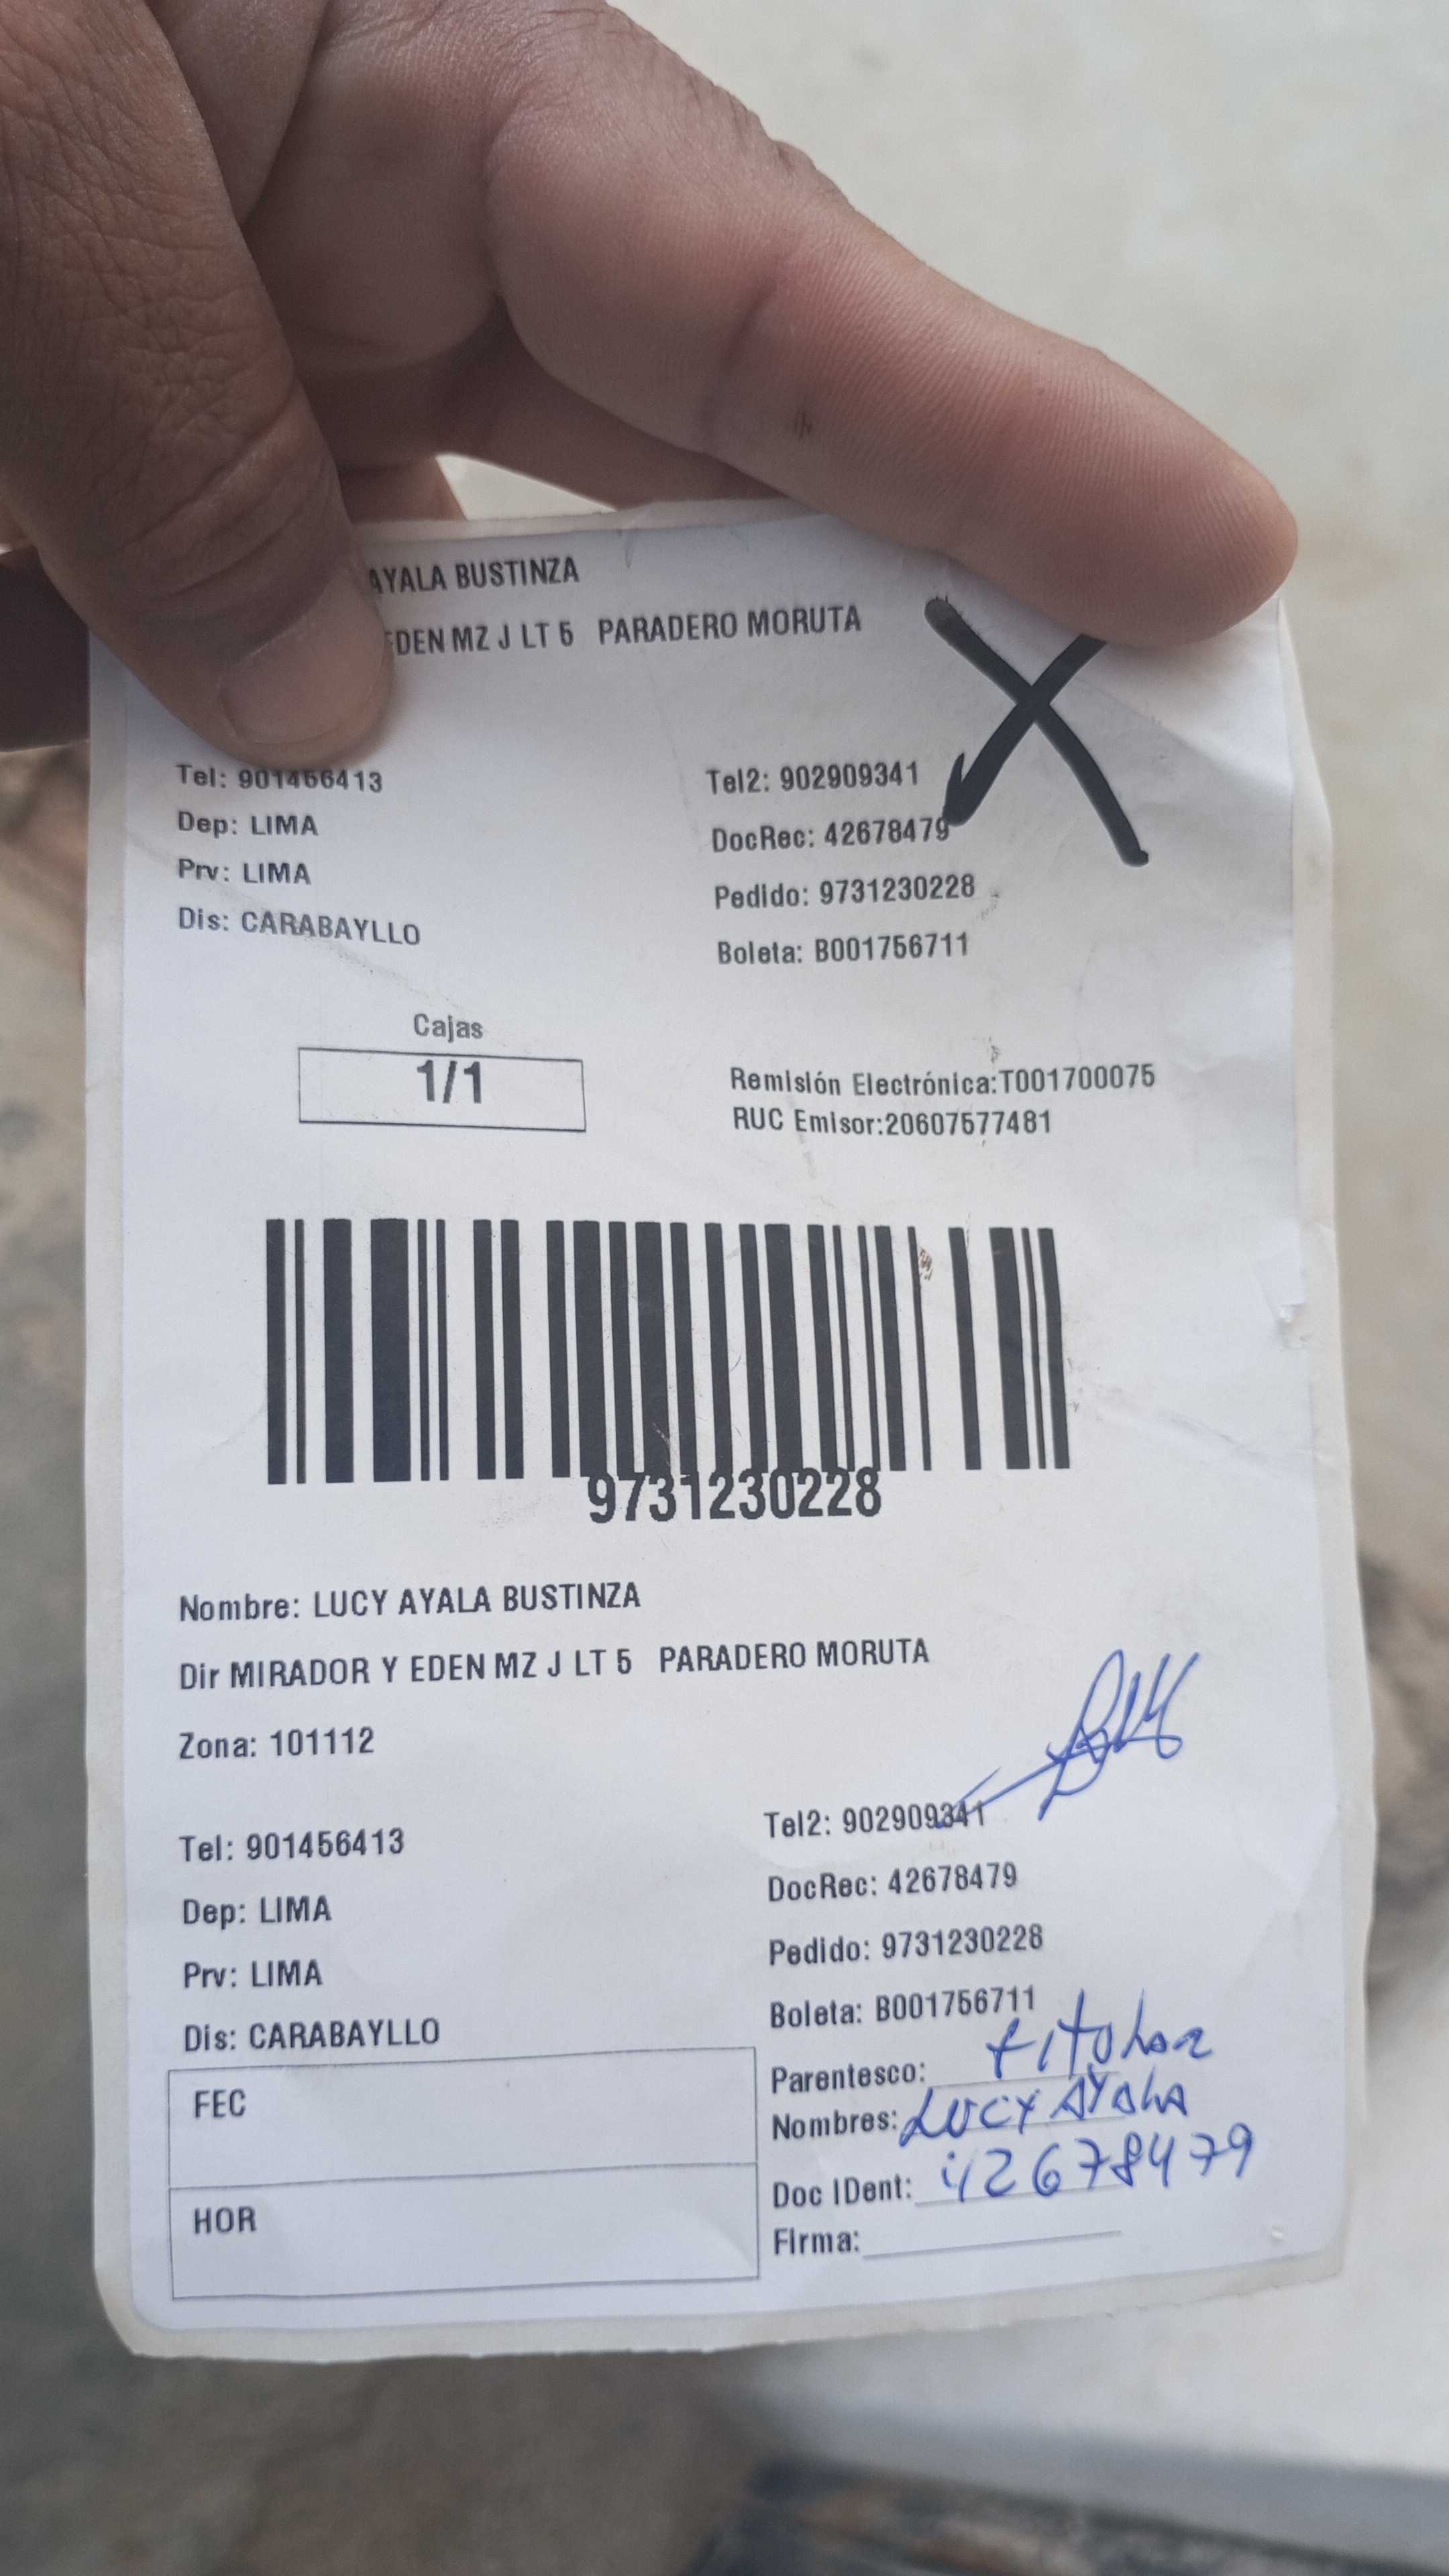 AYALA BUSTINZA
EDEN MZ J LT 5 PARADERO MORUTA
Tel: 901456413
Tel2: 902909341
Dep: LIMA
DocRec: 42678479
Prv: LIMA
Pedido: 9731230228
Dis: CARABAYLLO
Boleta: B001756711
Cajas
1/1
Remisión Electrónica:T001700075
RUC Emisor:20607577481
9731230228
Nombre: LUCY AYALA BUSTINZA
Dir MIRADOR Y EDEN MZ J LT 5 PARADERO MORUTA
Zona: 101112
Tel: 901456413
Tel2: 902909341
Dep: LIMA
DocRec: 42678479
Prv: LIMA
Pedido: 9731230228
Dis: CARABAYLLO
Boleta: B001756711
FEC
HOR
Parentesco: titular
Nombres: LUCY AYALA
Doc IDent: 42678479
Firma: